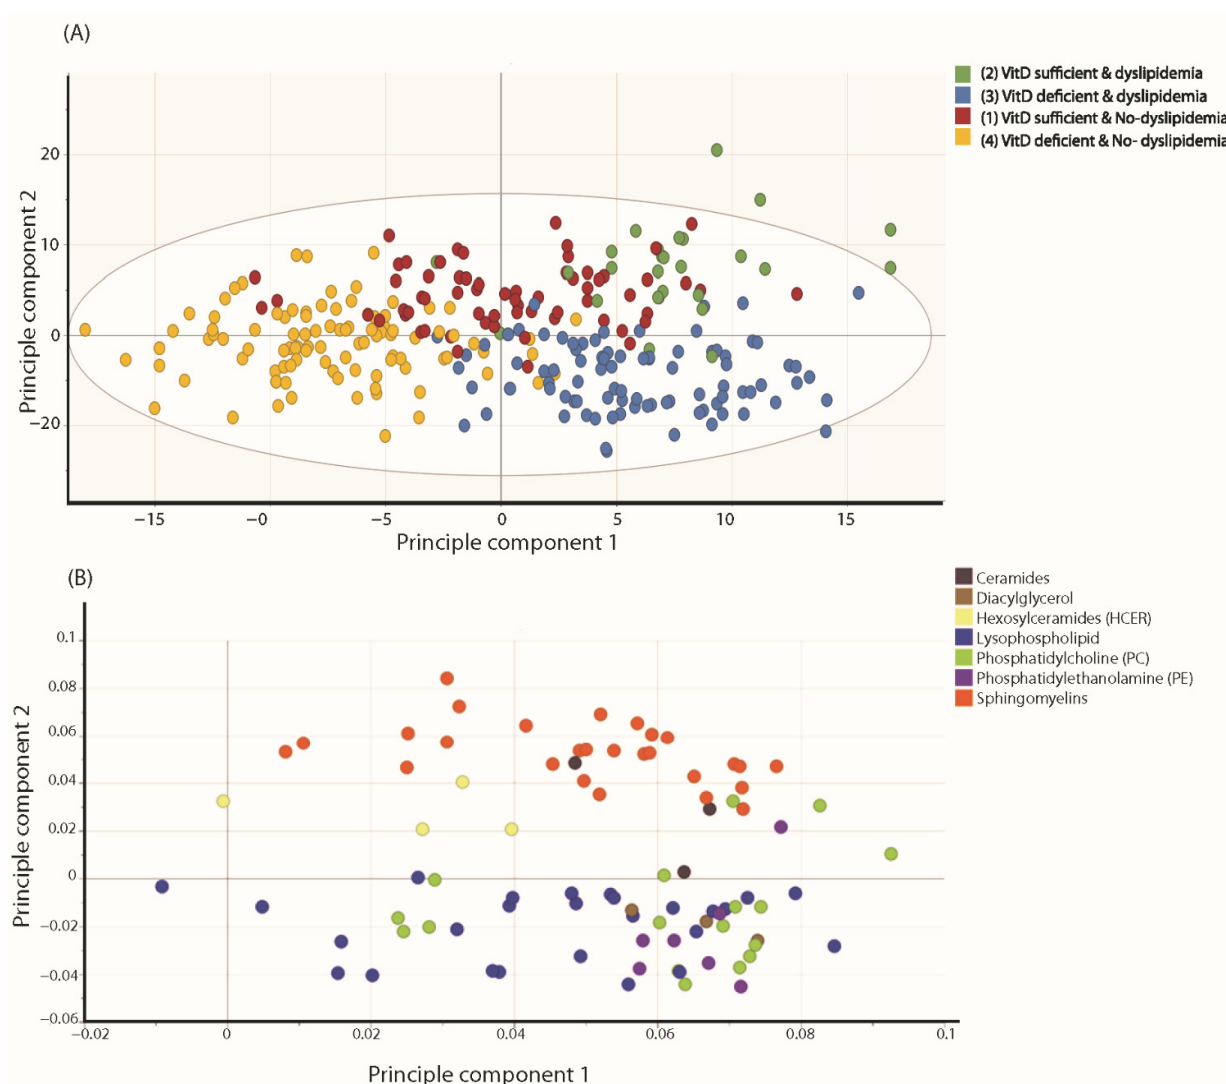 (A)
(2) VitD sufficient & dyslipidemia
(3) VitD deficient & dyslipidemia
(1) VitD sufficient & No-dyslipidemia
(4) VitD deficient & No- dyslipidemia
20
10
0
−20
Principle component 2
−15
−0
−5
0
5
10
15
Principle component 1
(B)
Ceramides
Diacylglycerol
Hexosylceramides (HCER)
Lysophospholipid
Phosphatidylcholine (PC)
Phosphatidylethanolamine (PE)
Sphingomyelins
0.1
0.08
0.06
0.04
0.02
0
−0.02
−0.04
−0.06
Principle component 2
−0.02
0
0.02
0.04
0.06
0.08
0.1
Principle component 1